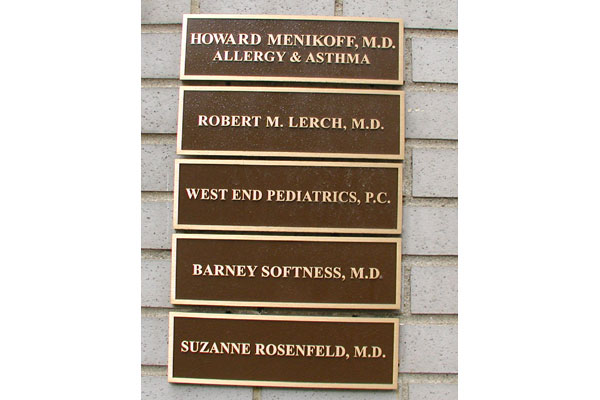 HOWARD MENIKOFF, M.D.
ALLERGY & ASTHMA
ROBERT M. LERCH, M.D.
WEST END PEDIATRICS, P.C.
BARNEY SOFTNESS, M.D.
SUZANNE ROSENFELD, M.D.